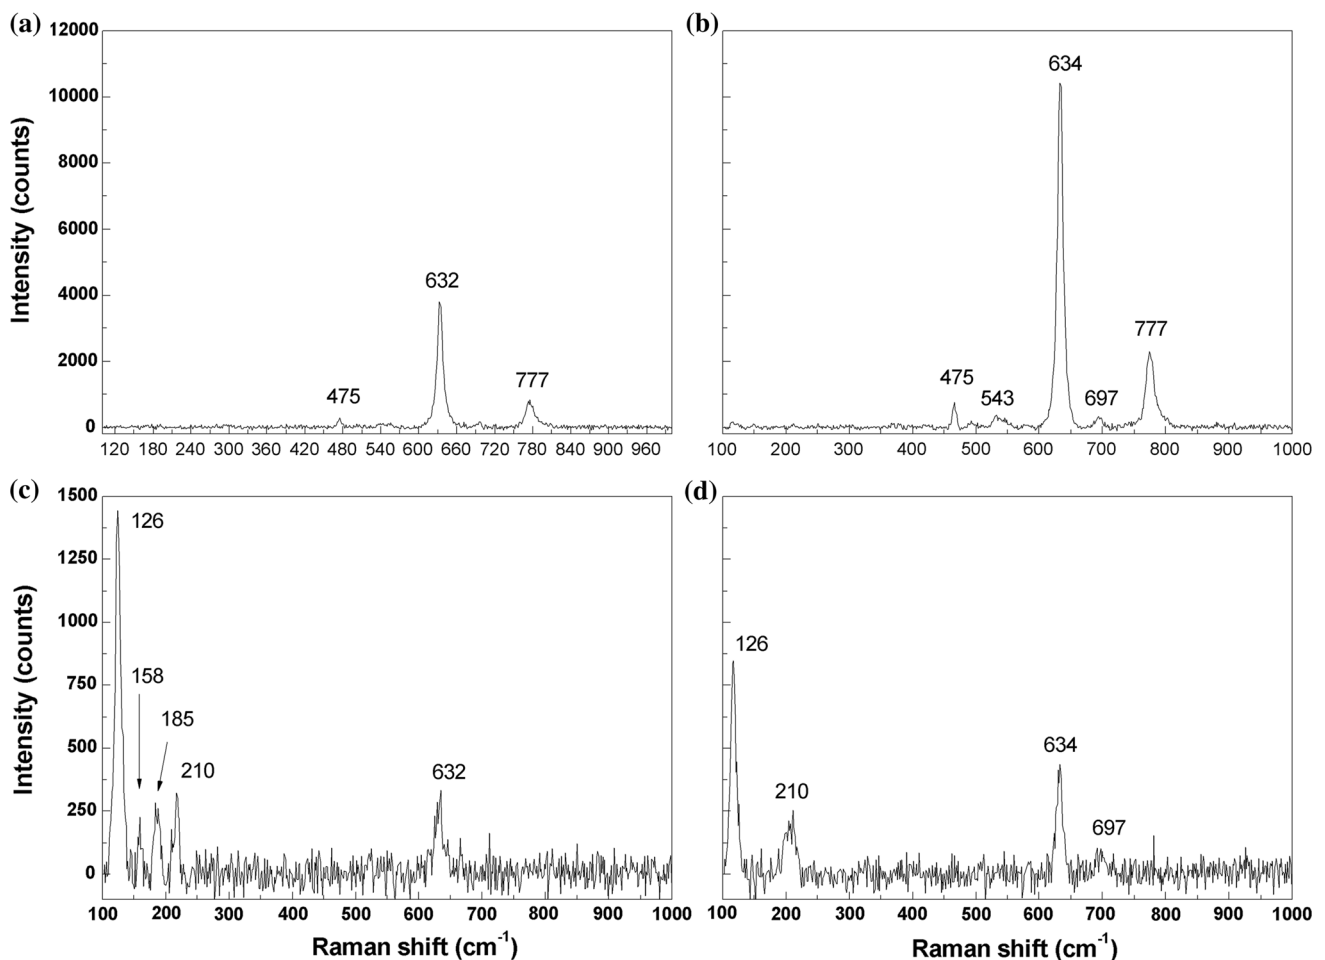 (a)
12000
10000
8000
6000
4000
2000
0
Intensity (counts)
475
632
777
120 180 240 300 360 420 480 540 600 660 720 780 840 900 960
(b)
475
543
634
697
777
100 200 300 400 500 600 700 800 900 1000
(c)
1500
1250
1000
750
500
250
0
Intensity (counts)
126
158
185
210
632
100 200 300 400 500 600 700 800 900 1000
Raman shift (cm⁻¹)
(d)
126
210
634
697
100 200 300 400 500 600 700 800 900 1000
Raman shift (cm⁻¹)